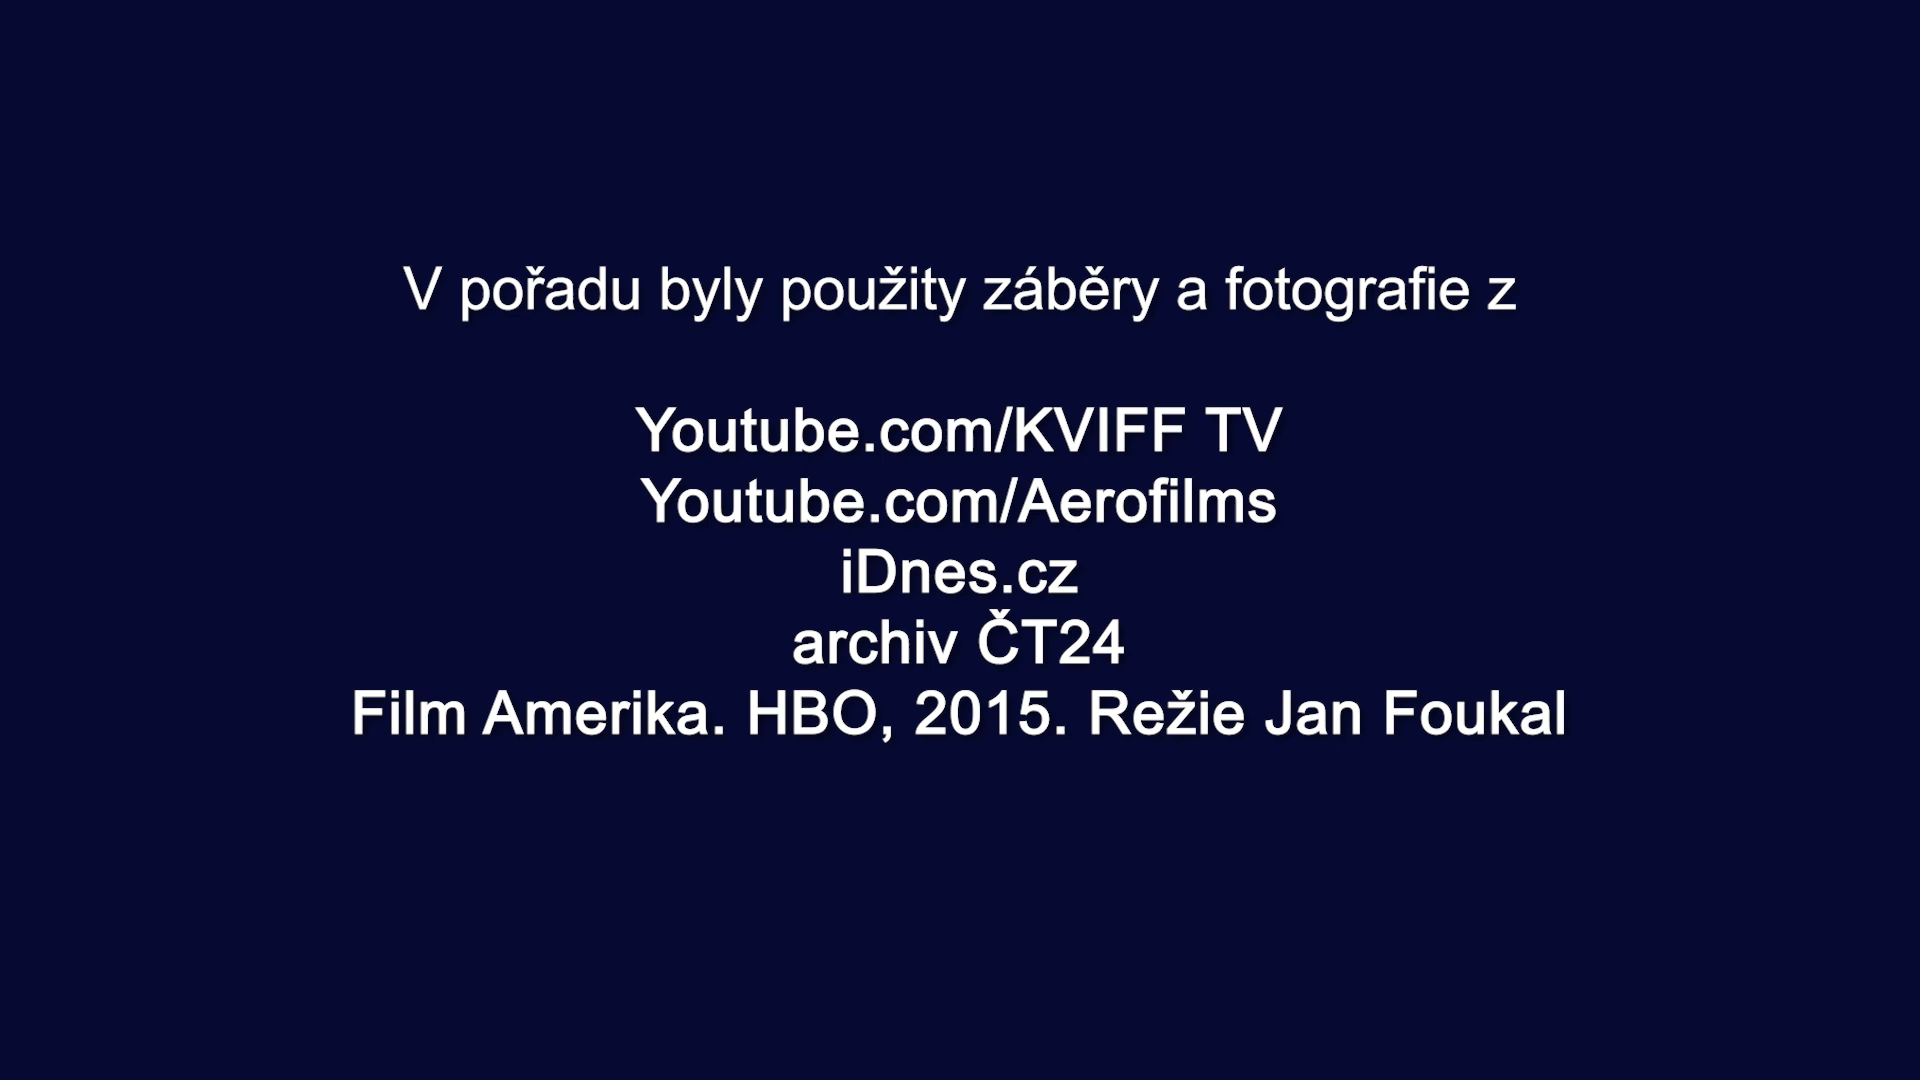 V pořadu byly použity záběry a fotografie z
Youtube.com/KVIFF TV
Youtube.com/Aerofilms
iDnes.cz
archiv ČT24
Film Amerika. HBO, 2015. Režie Jan Foukal